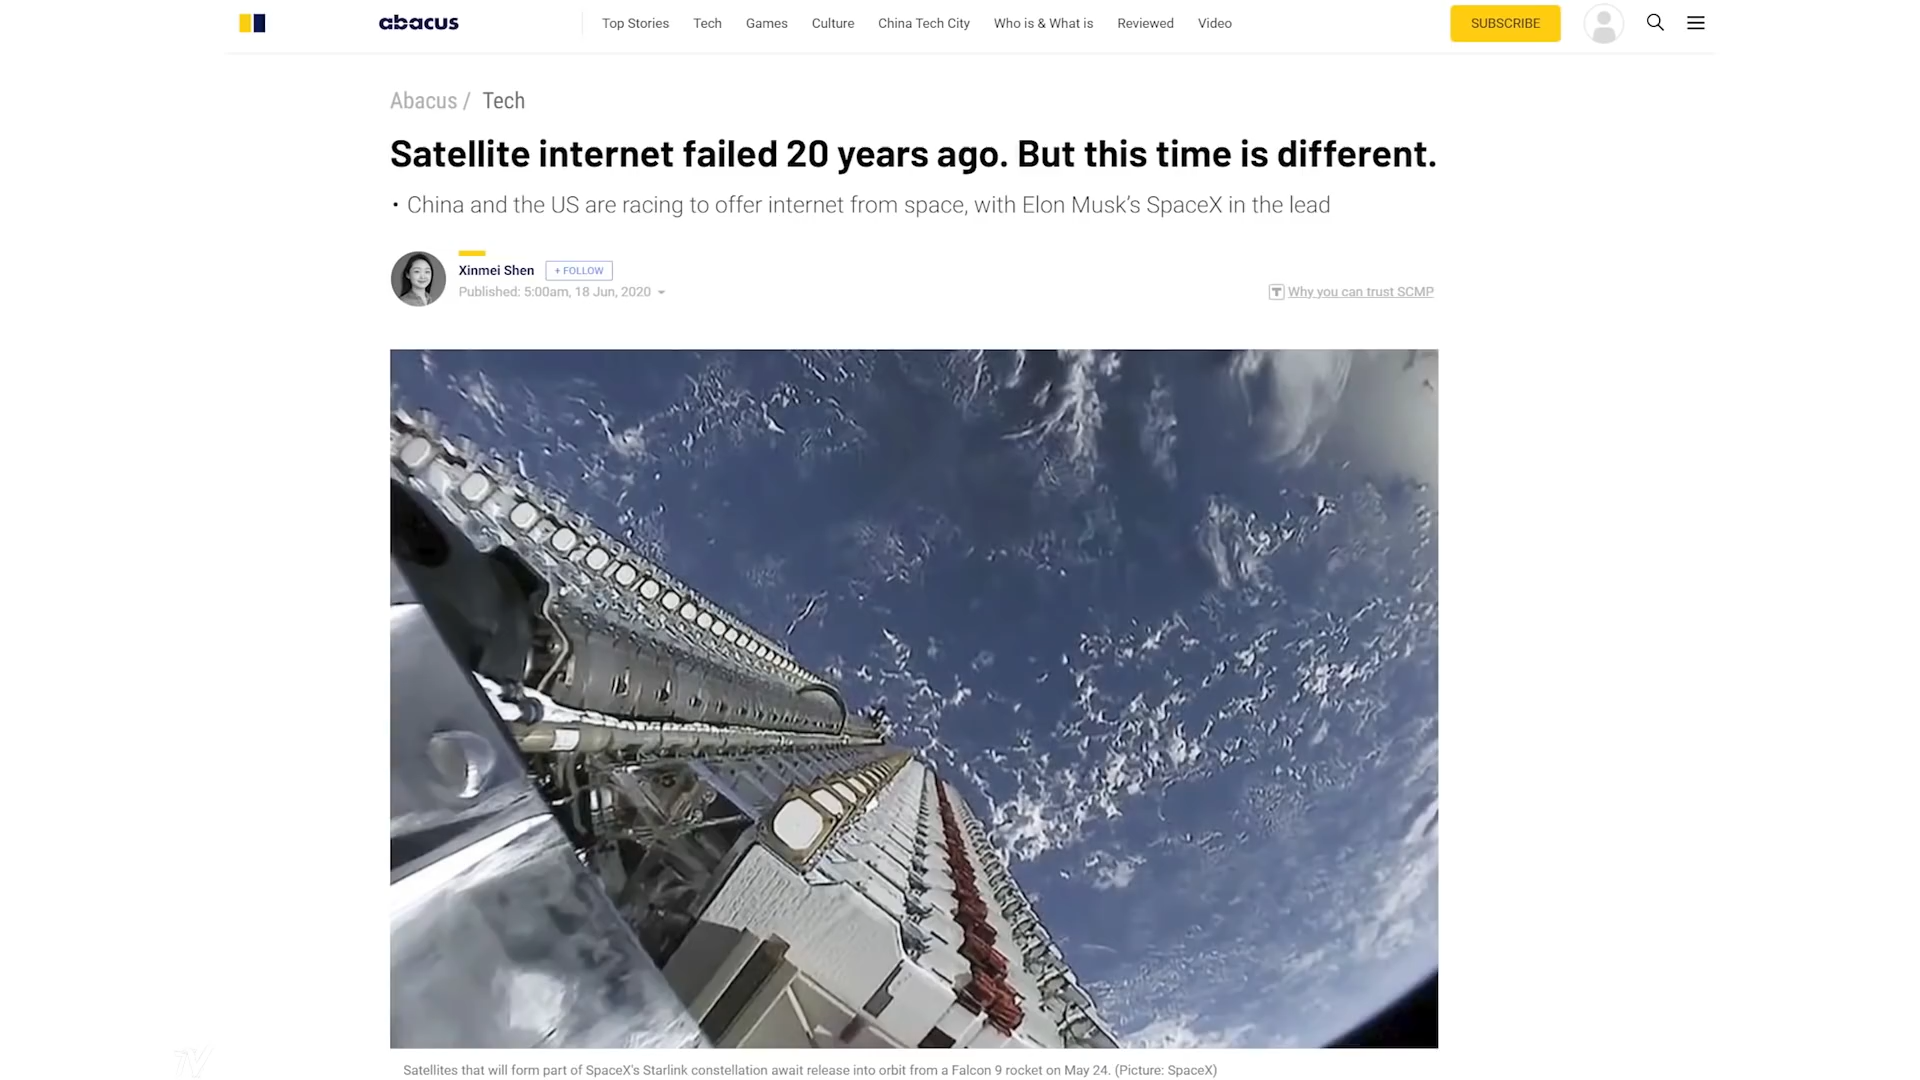 abacus
Top Stories Tech Games Culture China Tech City Who is & What is Reviewed Video
SUBSCRIBE
Abacus / Tech
Satellite internet failed 20 years ago. But this time is different.
• China and the US are racing to offer internet from space, with Elon Musk’s SpaceX in the lead
Xinmei Shen + FOLLOW
Published: 5:00am, 18 Jun, 2020
T Why you can trust SCMP
TV
Satellites that will form part of SpaceX's Starlink constellation await release into orbit from a Falcon 9 rocket on May 24. (Picture: SpaceX)